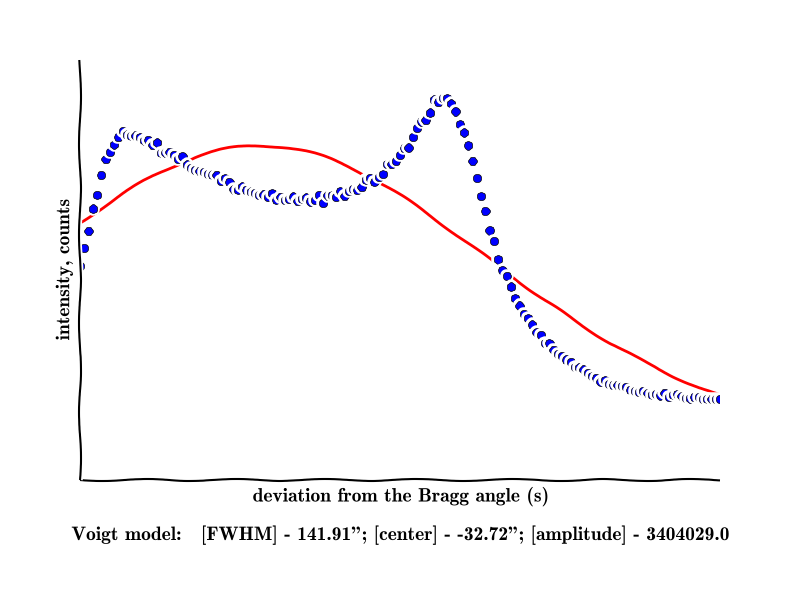 intensity, counts
deviation from the Bragg angle (s)
Voigt model: [FWHM] - 141.91”; [center] - -32.72”; [amplitude] - 3404029.0